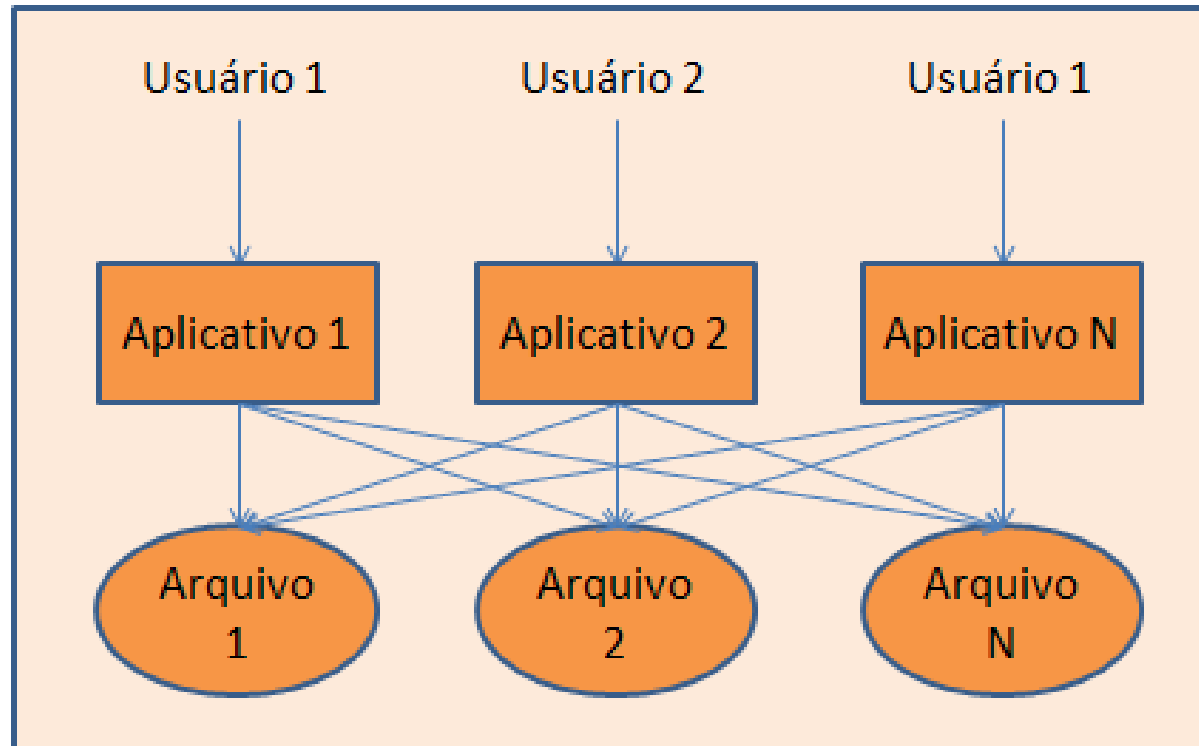 Usuário 1
Usuário 2
Usuário 1
Aplicativo 1
Aplicativo 2
Aplicativo N
Arquivo
1
Arquivo
2
Arquivo
N